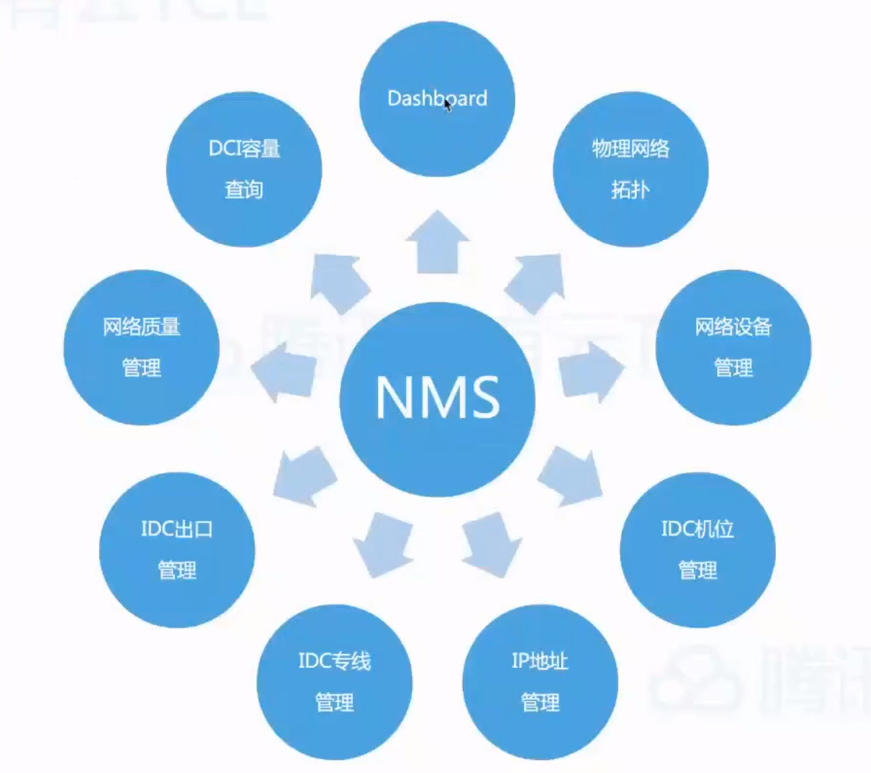 Dashboard
物理网络
拓扑
网络设备
管理
IDC机位
管理
IP地址
管理
IDC专线
管理
IDC出口
管理
网络质量
管理
DCI容量
查询
NMS
腾讯